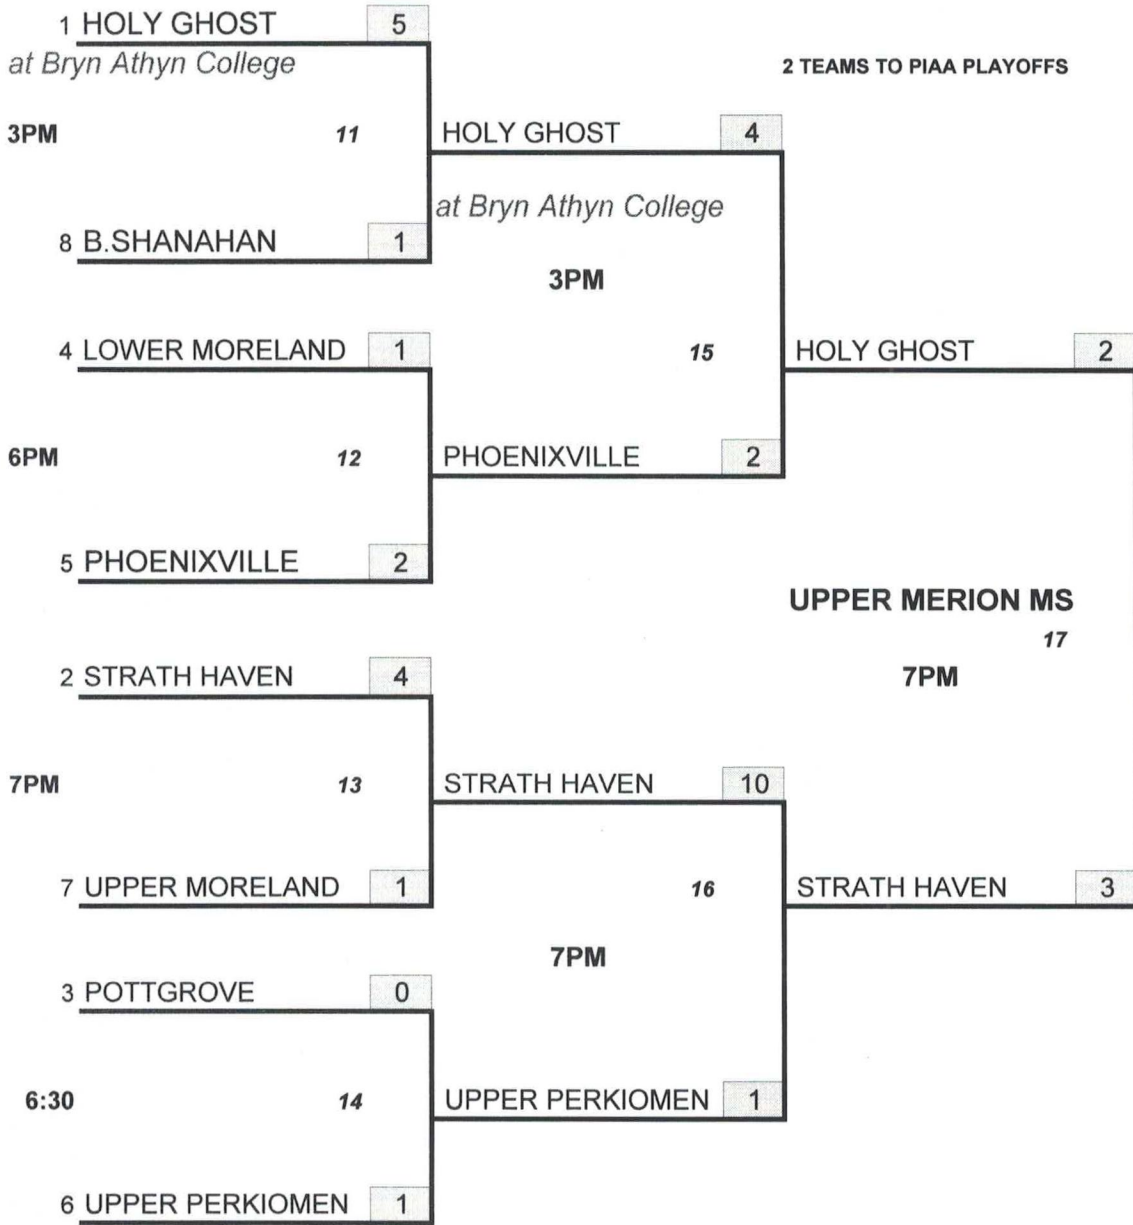 1 HOLY GHOST 5
at Bryn Athyn College
2 TEAMS TO PIAA PLAYOFFS
3PM 11 HOLY GHOST 4
at Bryn Athyn College
8 B.SHANAHAN 1
3PM
4 LOWER MORELAND 1 15 HOLY GHOST 2
6PM 12 PHOENIXVILLE 2
5 PHOENIXVILLE 2
UPPER MERION MS
17
2 STRATH HAVEN 4 7PM
7PM 13 STRATH HAVEN 10
7 UPPER MORELAND 1 16 STRATH HAVEN 3
7PM
3 POTTGROVE 0
6:30 14 UPPER PERKIOMEN 1
6 UPPER PERKIOMEN 1